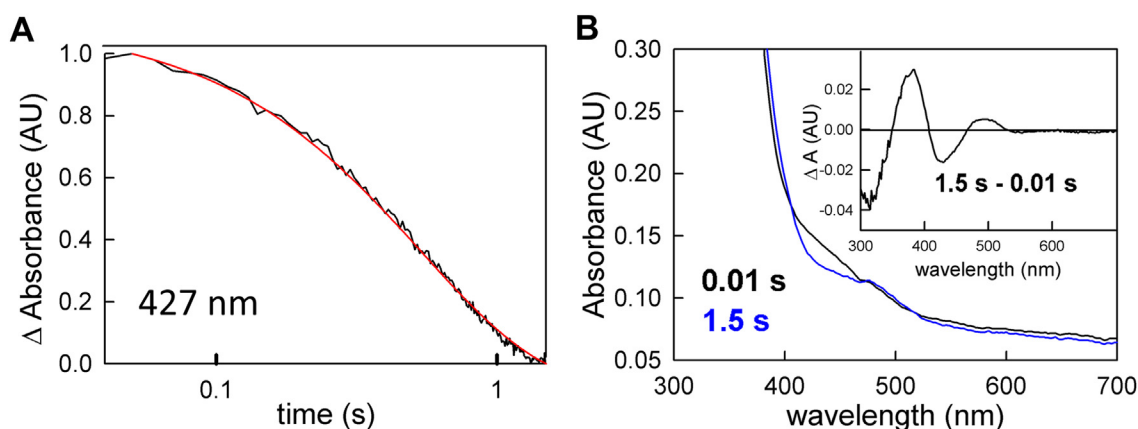 A
Δ Absorbance (AU)
1.0
0.8
0.6
0.4
0.2
0.0
427 nm
0.1
1
time (s)
B
Absorbance (AU)
0.30
0.25
0.20
0.15
0.10
0.05
0.01 s
1.5 s
300
400
500
600
700
wavelength (nm)
Δ A (AU)
0.02
0.00
-0.02
-0.04
1.5 s - 0.01 s
300
400
500
600
wavelength (nm)